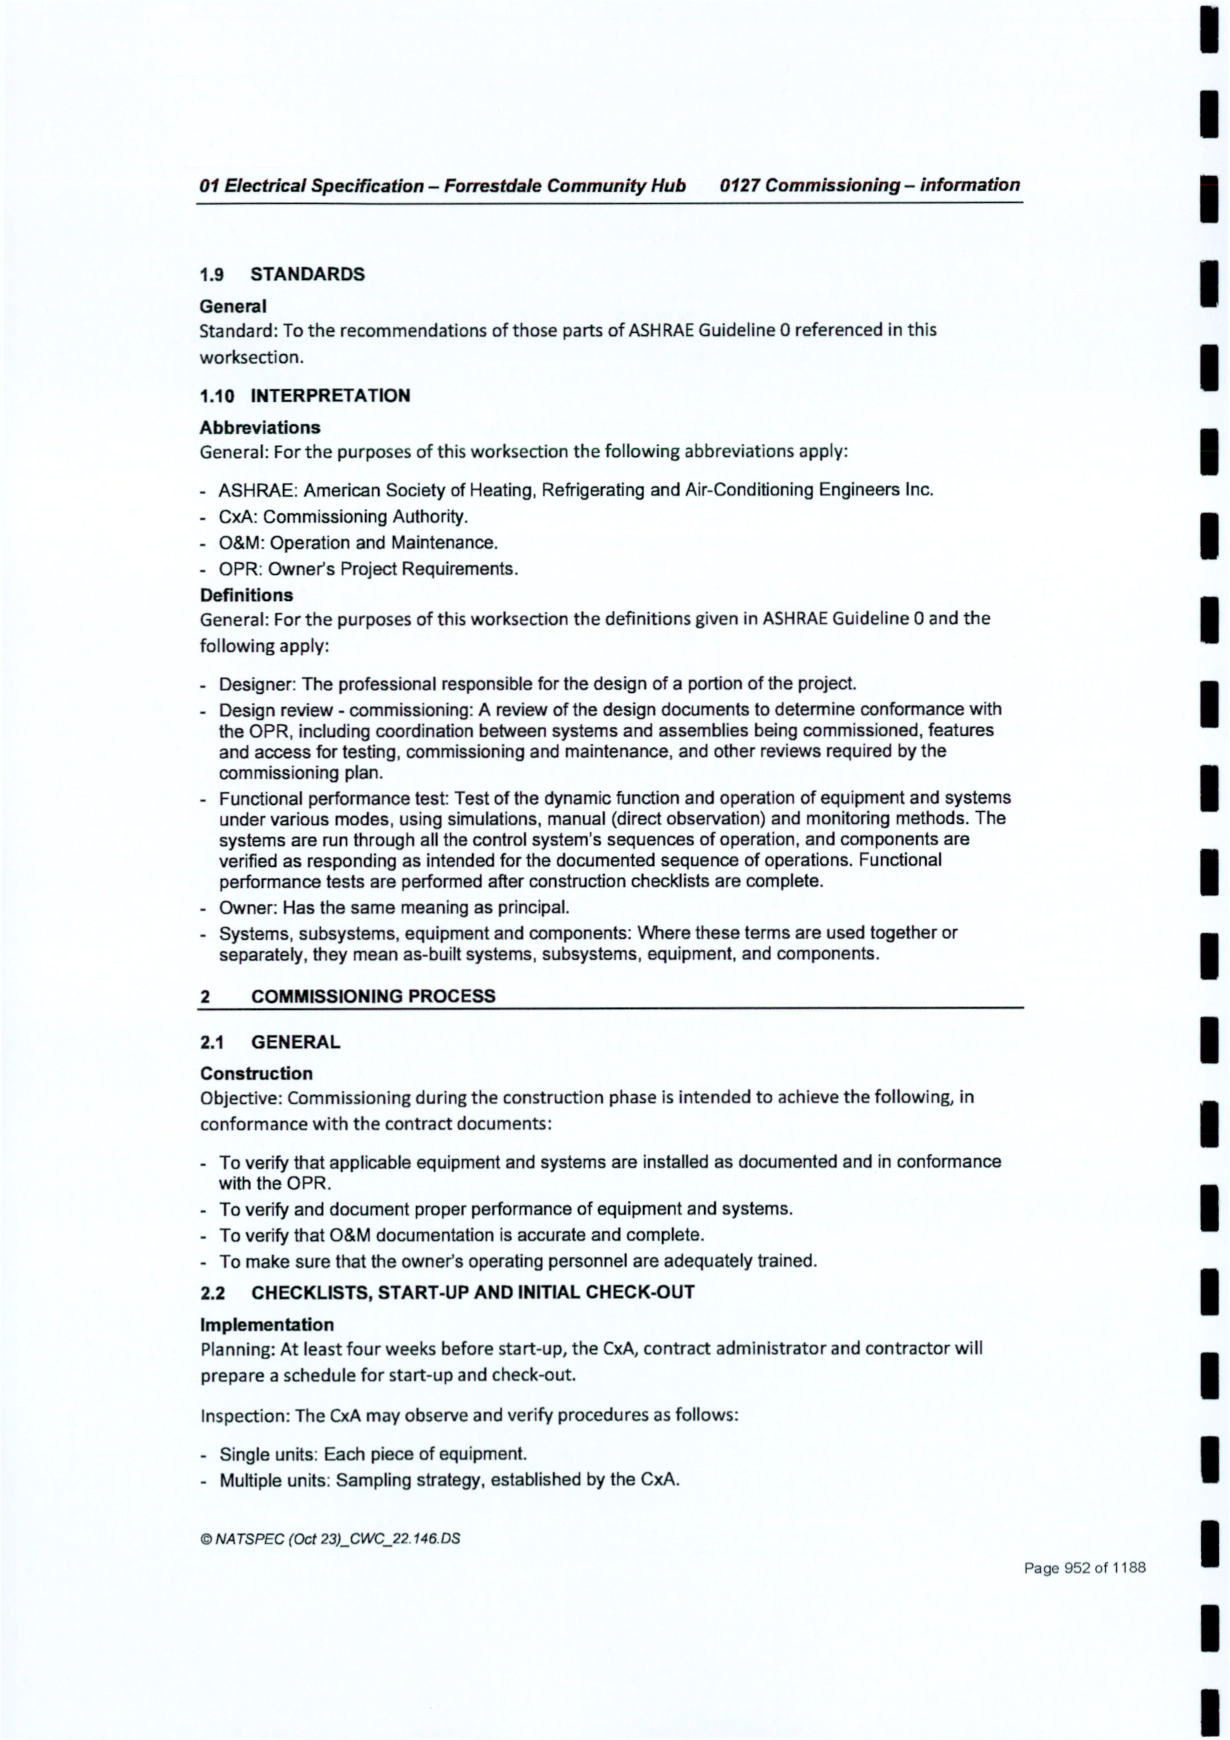 01 Electrical Specification – Forrestdale Community Hub 0127 Commissioning – information
1.9 STANDARDS
General
Standard: To the recommendations of those parts of ASHRAE Guideline 0 referenced in this
worksection.
1.10 INTERPRETATION
Abbreviations
General: For the purposes of this worksection the following abbreviations apply:
- ASHRAE: American Society of Heating, Refrigerating and Air-Conditioning Engineers Inc.
- CxA: Commissioning Authority.
- O&M: Operation and Maintenance.
- OPR: Owner's Project Requirements.
Definitions
General: For the purposes of this worksection the definitions given in ASHRAE Guideline 0 and the
following apply:
- Designer: The professional responsible for the design of a portion of the project.
- Design review - commissioning: A review of the design documents to determine conformance with
the OPR, including coordination between systems and assemblies being commissioned, features
and access for testing, commissioning and maintenance, and other reviews required by the
commissioning plan.
- Functional performance test: Test of the dynamic function and operation of equipment and systems
under various modes, using simulations, manual (direct observation) and monitoring methods. The
systems are run through all the control system's sequences of operation, and components are
verified as responding as intended for the documented sequence of operations. Functional
performance tests are performed after construction checklists are complete.
- Owner: Has the same meaning as principal.
- Systems, subsystems, equipment and components: Where these terms are used together or
separately, they mean as-built systems, subsystems, equipment, and components.
2 COMMISSIONING PROCESS
2.1 GENERAL
Construction
Objective: Commissioning during the construction phase is intended to achieve the following, in
conformance with the contract documents:
- To verify that applicable equipment and systems are installed as documented and in conformance
with the OPR.
- To verify and document proper performance of equipment and systems.
- To verify that O&M documentation is accurate and complete.
- To make sure that the owner's operating personnel are adequately trained.
2.2 CHECKLISTS, START-UP AND INITIAL CHECK-OUT
Implementation
Planning: At least four weeks before start-up, the CxA, contract administrator and contractor will
prepare a schedule for start-up and check-out.
Inspection: The CxA may observe and verify procedures as follows:
- Single units: Each piece of equipment.
- Multiple units: Sampling strategy, established by the CxA.
© NATSPEC (Oct 23)_CWC_22.146.DS
Page 952 of 1188